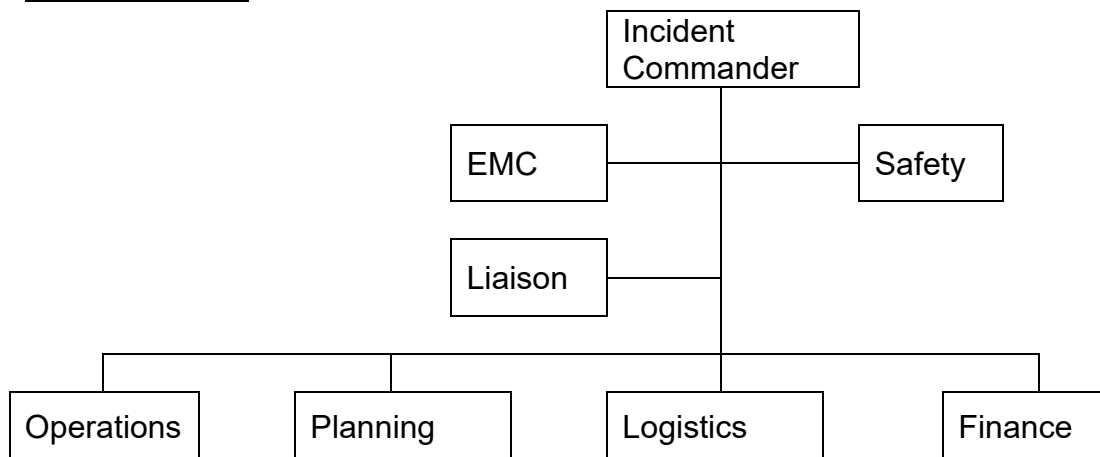 Incident
Commander
EMC
Safety
Liaison
Operations
Planning
Logistics
Finance